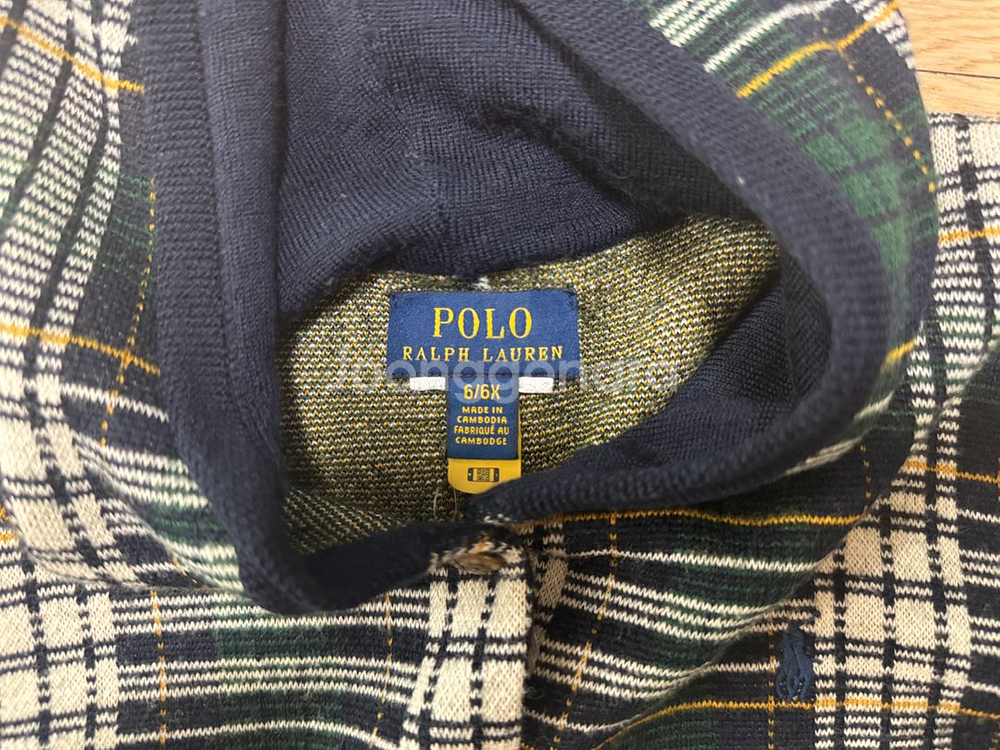 POLO
RALPH LAUREN
6/6X
MADE IN
CAMBODIA
FABRIQUÉ AU
CAMBODGE